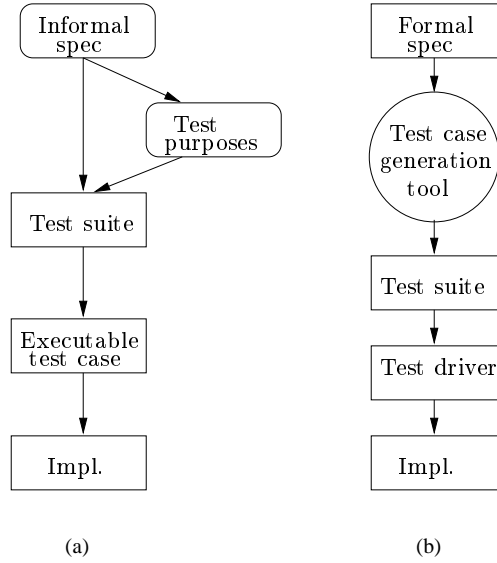 Informal
spec
Test
purposes
Test suite
Executable
test case
Impl.
(a)
Formal
spec
Test case
generation
tool
Test suite
Test driver
Impl.
(b)